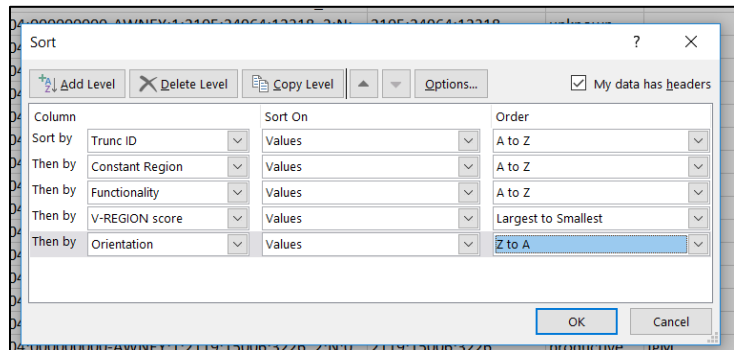 Sort ? ×
Add Level Delete Level Copy Level Options... My data has headers
Column Sort On Order
Sort by Trunc ID Values A to Z
Then by Constant Region Values A to Z
Then by Functionality Values A to Z
Then by V-REGION score Values Largest to Smallest
Then by Orientation Values Z to A
OK Cancel